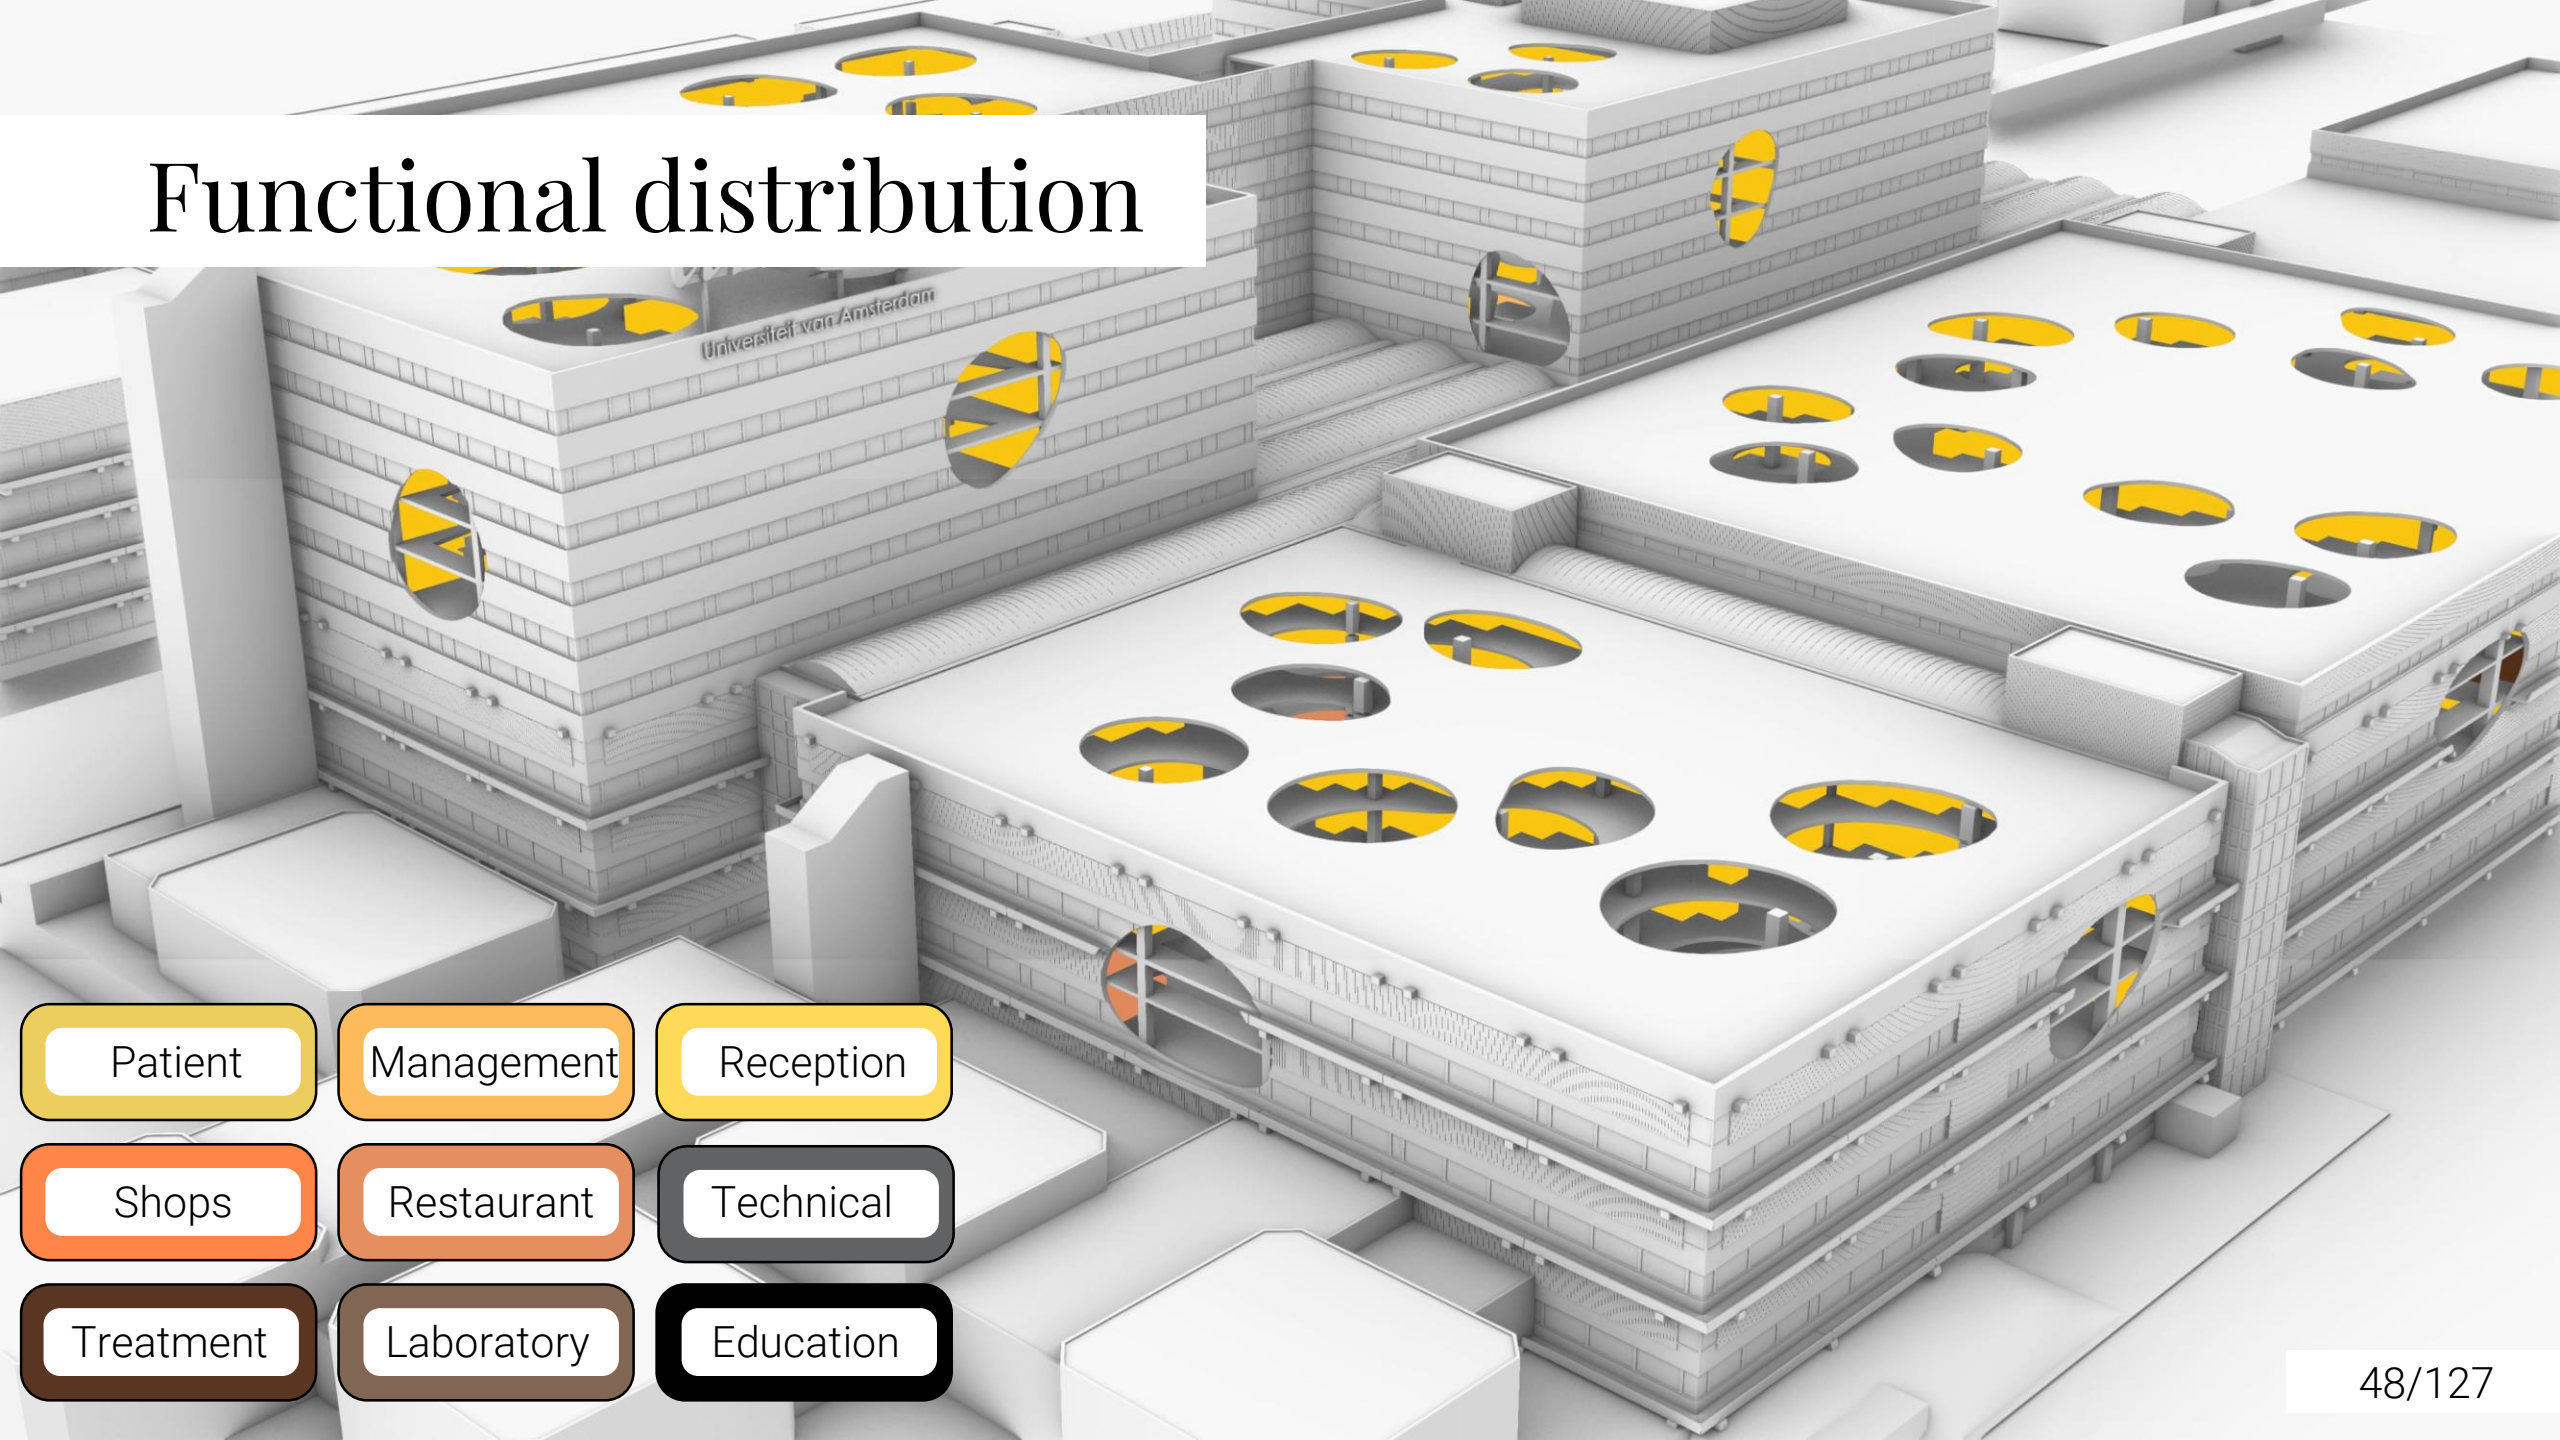 Functional distribution
Universiteit van Amsterdam
Patient
Management
Reception
Shops
Restaurant
Technical
Treatment
Laboratory
Education
48/127